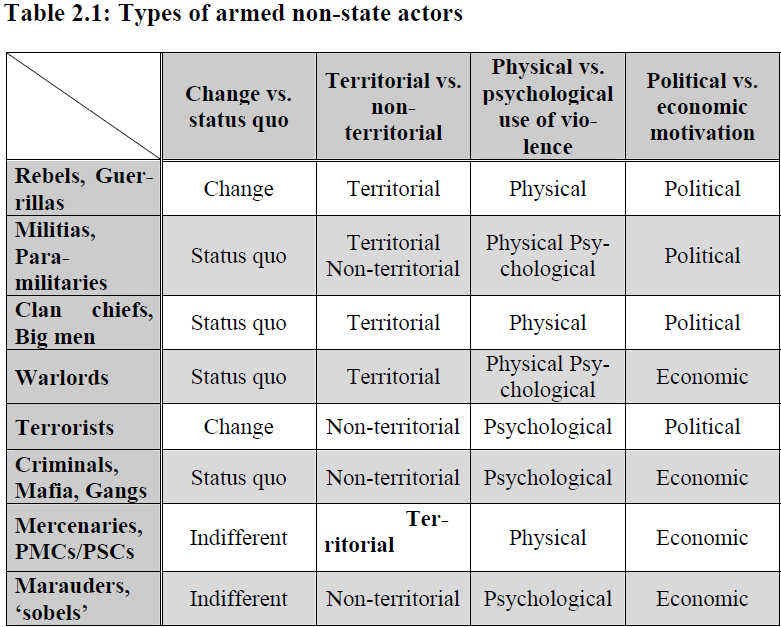 Table 2.1: Types of armed non-state actors
Change vs.
status quo
Territorial vs.
non-
territorial
Physical vs.
psychological
use of vio-
lence
Political vs.
economic
motivation
Rebels, Guer-
rillas
Change
Territorial
Physical
Political
Militias,
Para-
militaries
Status quo
Territorial
Non-territorial
Physical Psy-
chological
Political
Clan chiefs,
Big men
Status quo
Territorial
Physical
Political
Warlords
Status quo
Territorial
Physical Psy-
chological
Economic
Terrorists
Change
Non-territorial
Psychological
Political
Criminals,
Mafia, Gangs
Status quo
Non-territorial
Psychological
Economic
Mercenaries,
PMCs/PSCs
Indifferent
Ter-
ritorial
Physical
Economic
Marauders,
‘sobels’
Indifferent
Non-territorial
Psychological
Economic